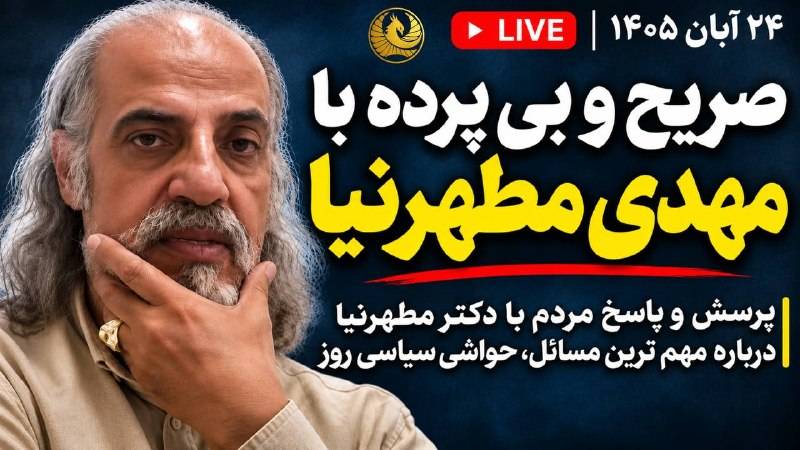 LIVE | ۲۴ آبان ۱۴۰۵
صریح و بی پرده با
مهدی مطهرنیا
پرسش و پاسخ مردم با دکتر مطهرنیا
درباره مهم ترین مسائل، حواشی سیاسی روز